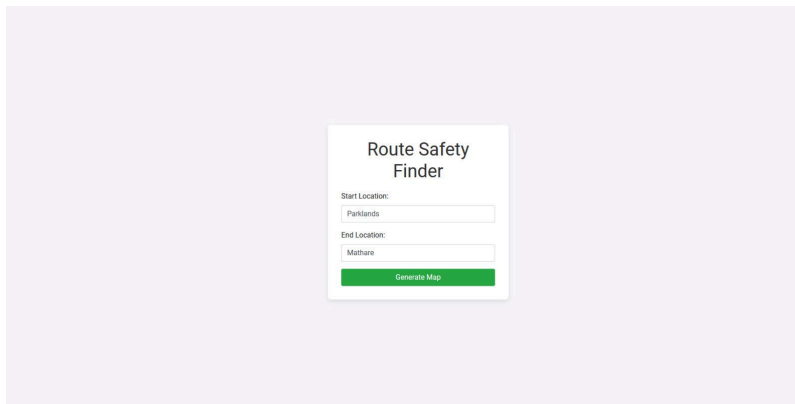 Route Safety
Finder
Start Location:
Parklands
End Location:
Mathare
Generate Map